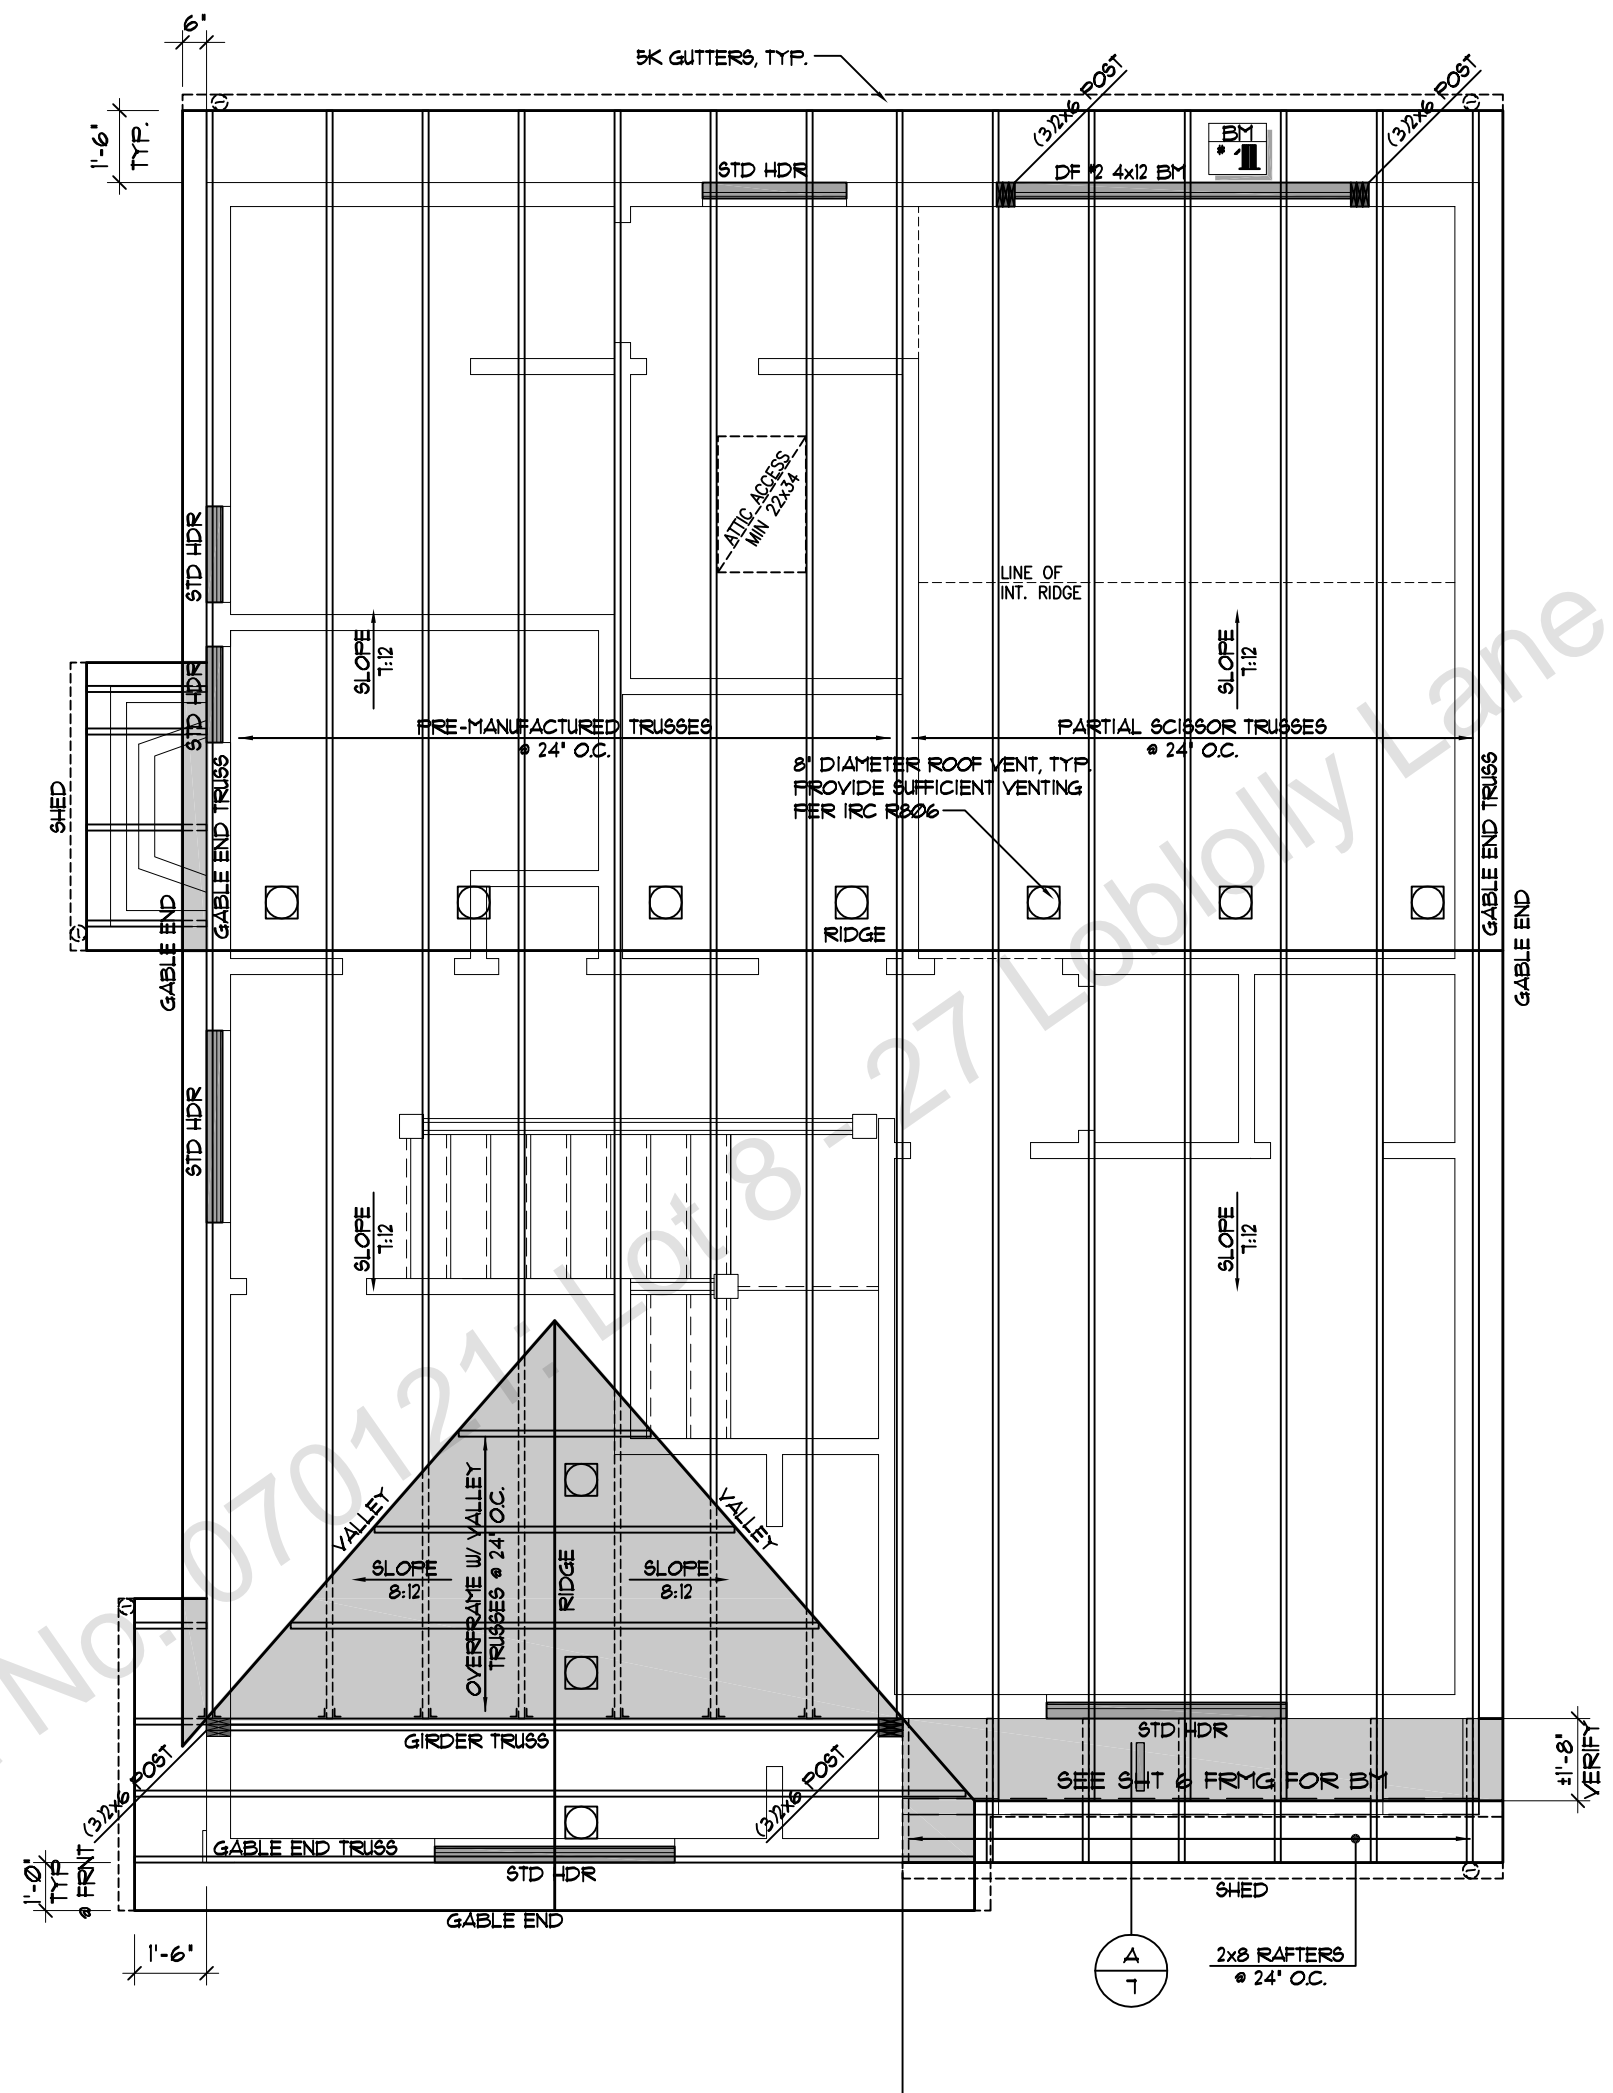 6"
5K GUTTERS, TYP.
(3)2x6 POST
(3)2x6 POST
1'-6"
TYP.
BM
#
STD HDR
DF #2 4x12 BM
ATTIC ACCESS
MIN 22x34
STD HDR
LINE OF
INT. RIDGE
SLOPE
7:12
SLOPE
7:12
STD HDR
PRE-MANUFACTURED TRUSSES
@ 24" O.C.
PARTIAL SCISSOR TRUSSES
@ 24" O.C.
8" DIAMETER ROOF VENT, TYP.
PROVIDE SUFFICIENT VENTING
PER IRC R806
SHED
GABLE END TRUSS
GABLE END TRUSS
GABLE END
RIDGE
GABLE END
STD HDR
SLOPE
7:12
SLOPE
7:12
No. 070121: Lot 8 - 27 Loblolly Lane
VALLEY
VALLEY
OVERFRAME W/ VALLEY
TRUSSES @ 24" O.C.
RIDGE
SLOPE
8:12
SLOPE
8:12
GIRDER TRUSS
(3)2x6 POST
(3)2x6 POST
STD HDR
SEE SHT 6 FRMG FOR BM
±1'-8"
VERIFY
GABLE END TRUSS
STD HDR
1'-0"
TYP
@ FRNT
GABLE END
SHED
1'-6"
A
7
2x8 RAFTERS
@ 24" O.C.